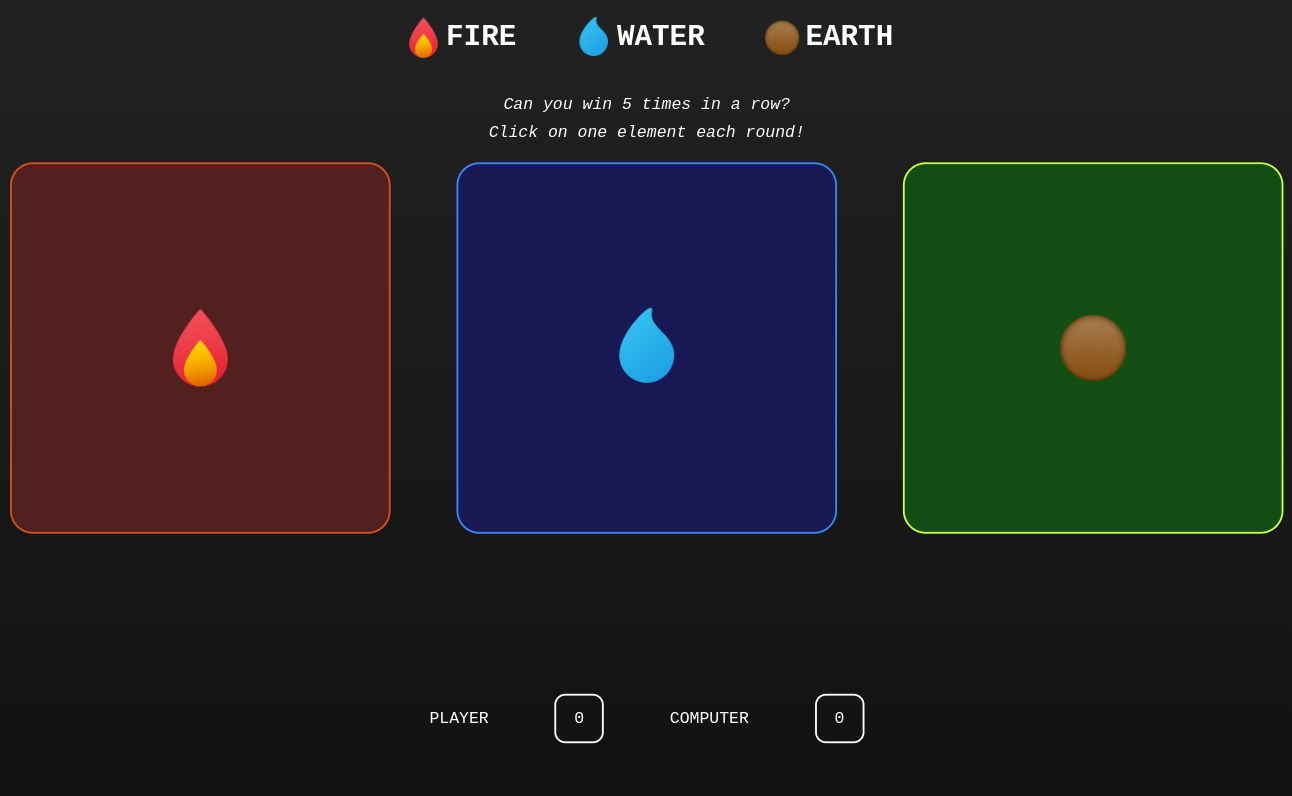 FIRE WATER EARTH
Can you win 5 times in a row?
Click on one element each round!
PLAYER 0 COMPUTER 0